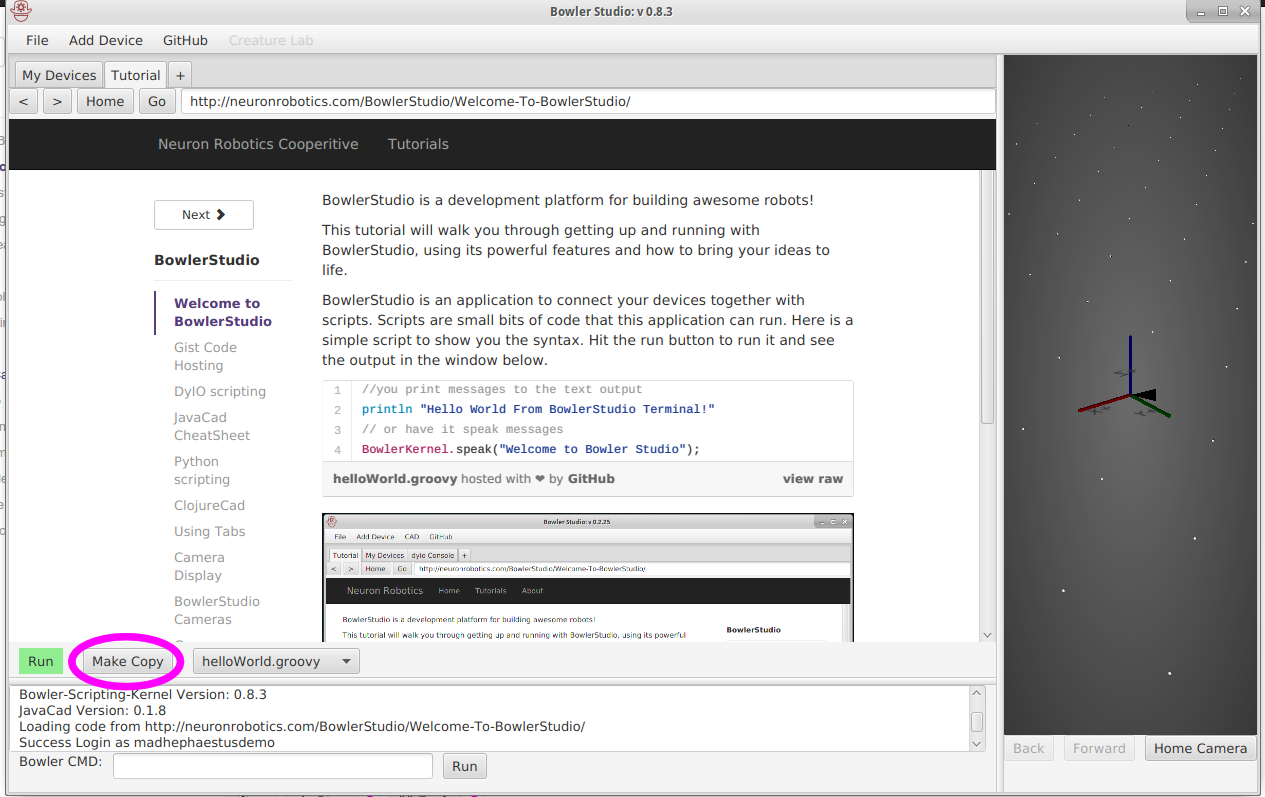 Bowler Studio: v 0.8.3
File Add Device GitHub Creature Lab
My Devices Tutorial +
< > Home Go http://neuronrobotics.com/BowlerStudio/Welcome-To-BowlerStudio/
Neuron Robotics Cooperitive Tutorials
Next
BowlerStudio
Welcome to
BowlerStudio
Gist Code
Hosting
DyIO scripting
JavaCad
CheatSheet
Python
scripting
ClojureCad
Using Tabs
Camera
Display
BowlerStudio
Cameras
BowlerStudio is a development platform for building awesome robots!
This tutorial will walk you through getting up and running with
BowlerStudio, using its powerful features and how to bring your ideas to
life.
BowlerStudio is an application to connect your devices together with
scripts. Scripts are small bits of code that this application can run. Here is a
simple script to show you the syntax. Hit the run button to run it and see
the output in the window below.
1 //you print messages to the text output
2 println "Hello World From BowlerStudio Terminal!"
3 // or have it speak messages
4 BowlerKernel.speak("Welcome to Bowler Studio");
helloWorld.groovy hosted with ❤ by GitHub view raw
Bowler Studio: v 0.2.25
File Add Device CAD GitHub
Tutorial My Devices dyio Console +
< > Home Go http://neuronrobotics.com/BowlerStudio/Welcome-To-BowlerStudio/
Neuron Robotics Home Tutorials About
BowlerStudio is a development platform for building awesome robots!
BowlerStudio
This tutorial will walk you through getting up and running with BowlerStudio, using its powerful
Run Make Copy helloWorld.groovy
Bowler-Scripting-Kernel Version: 0.8.3
JavaCad Version: 0.1.8
Loading code from http://neuronrobotics.com/BowlerStudio/Welcome-To-BowlerStudio/
Success Login as madhephaestusdemo
Bowler CMD: Run
Back Forward Home Camera